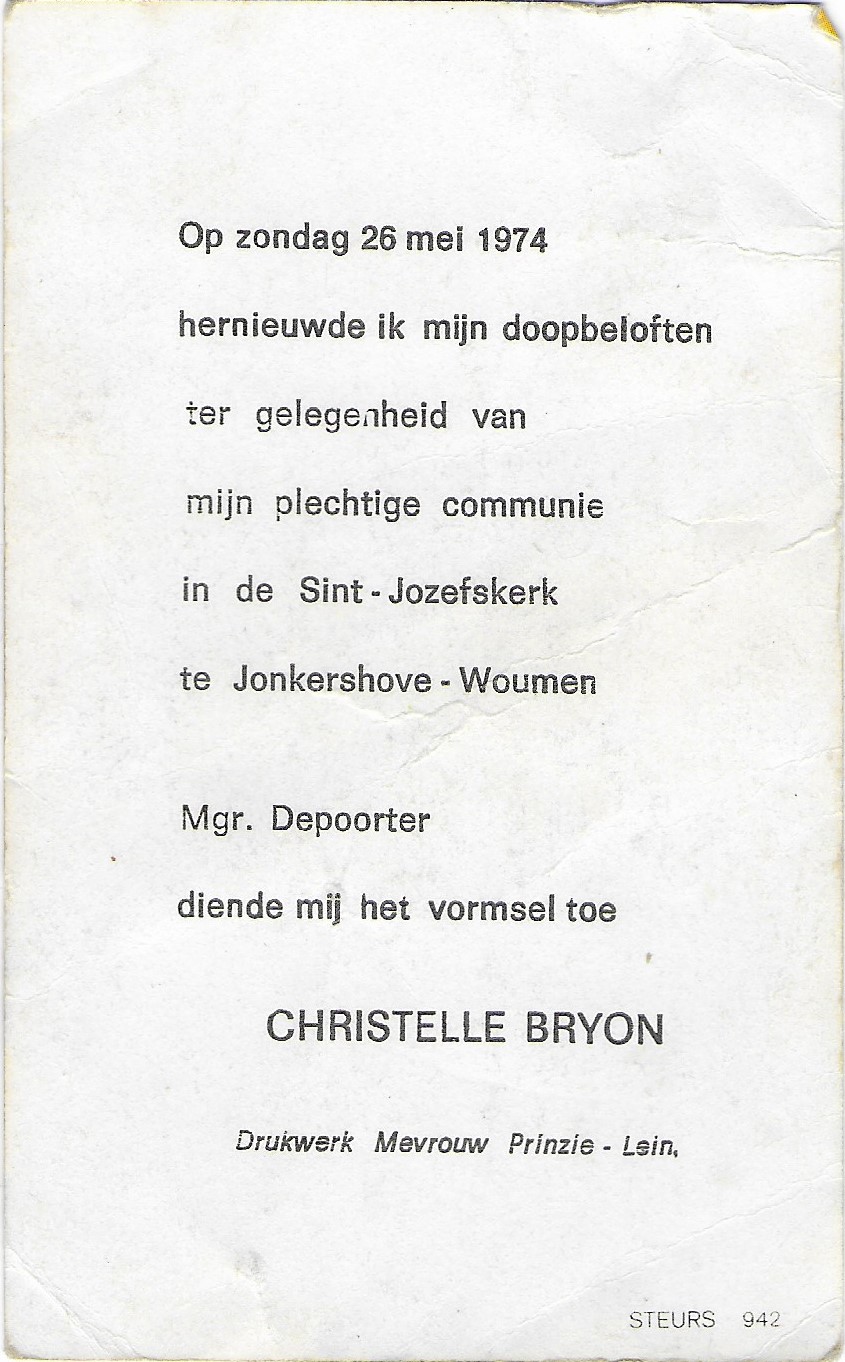 Op zondag 26 mei 1974
hernieuwde ik mijn doopbeloften
ter gelegenheid van
mijn plechtige communie
in de Sint-Jozefskerk
te Jonkershove - Woumen
Mgr. Depoorter
diende mij het vormsel toe
CHRISTELLE BRYON
Drukwerk Mevrouw Prinzie - Lein.
STEURS 942